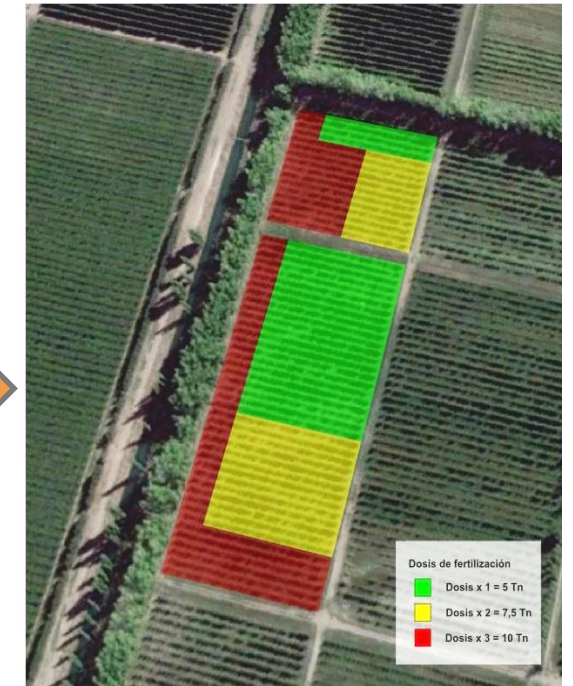 Dosis de fertilización
Dosis x 1 = 5 Tn
Dosis x 2 = 7,5 Tn
Dosis x 3 = 10 Tn